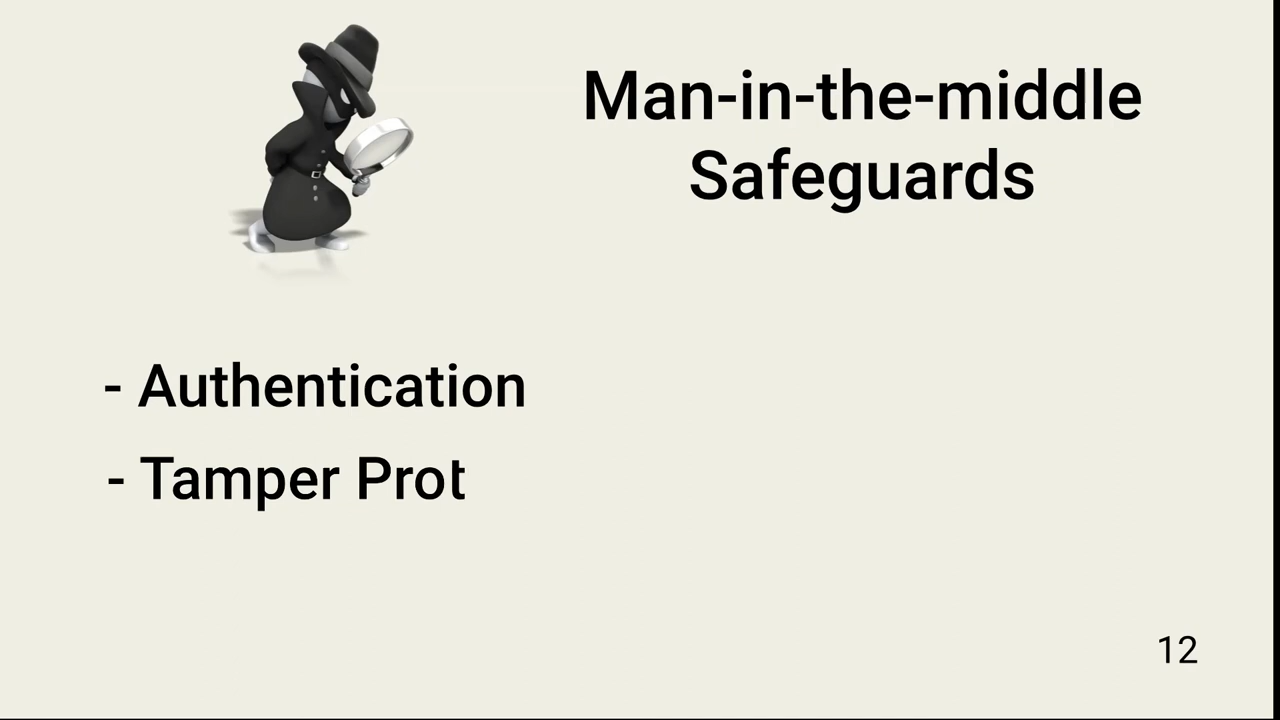 Man-in-the-middle
Safeguards
- Authentication
- Tamper Prot
12